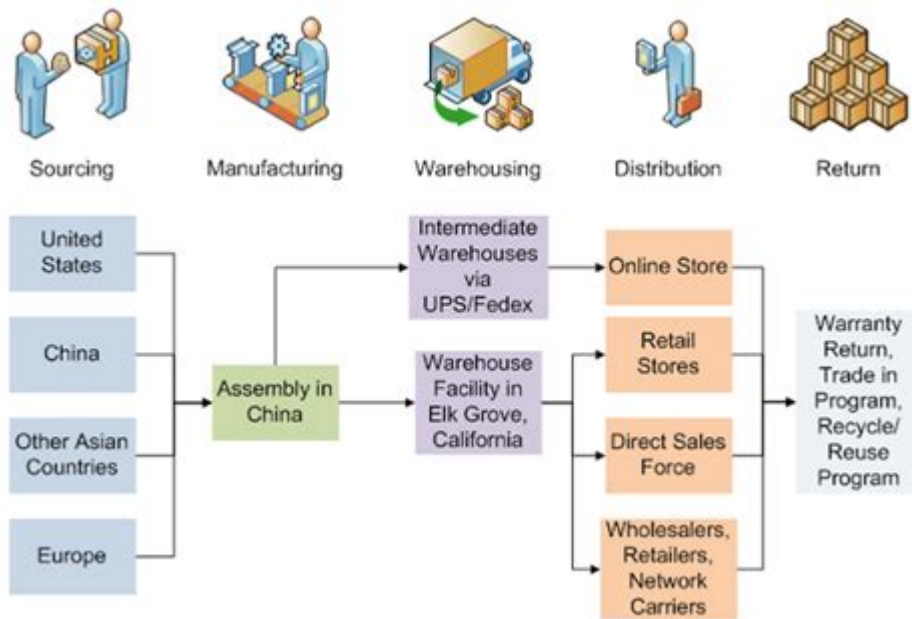 Sourcing
Manufacturing
Warehousing
Distribution
Return
United
States
China
Other Asian
Countries
Europe
Assembly in
China
Intermediate
Warehouses
via
UPS/Fedex
Warehouse
Facility in
Elk Grove,
California
Online Store
Retail
Stores
Direct Sales
Force
Wholesalers,
Retailers,
Network
Carriers
Warranty
Return,
Trade in
Program,
Recycle/
Reuse
Program